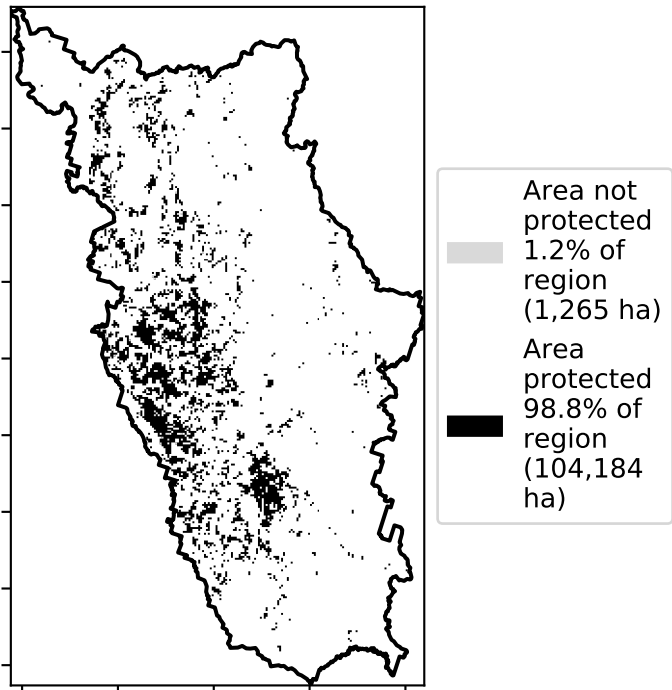 Area not
protected
1.2% of
region
(1,265 ha)
Area
protected
98.8% of
region
(104,184
ha)